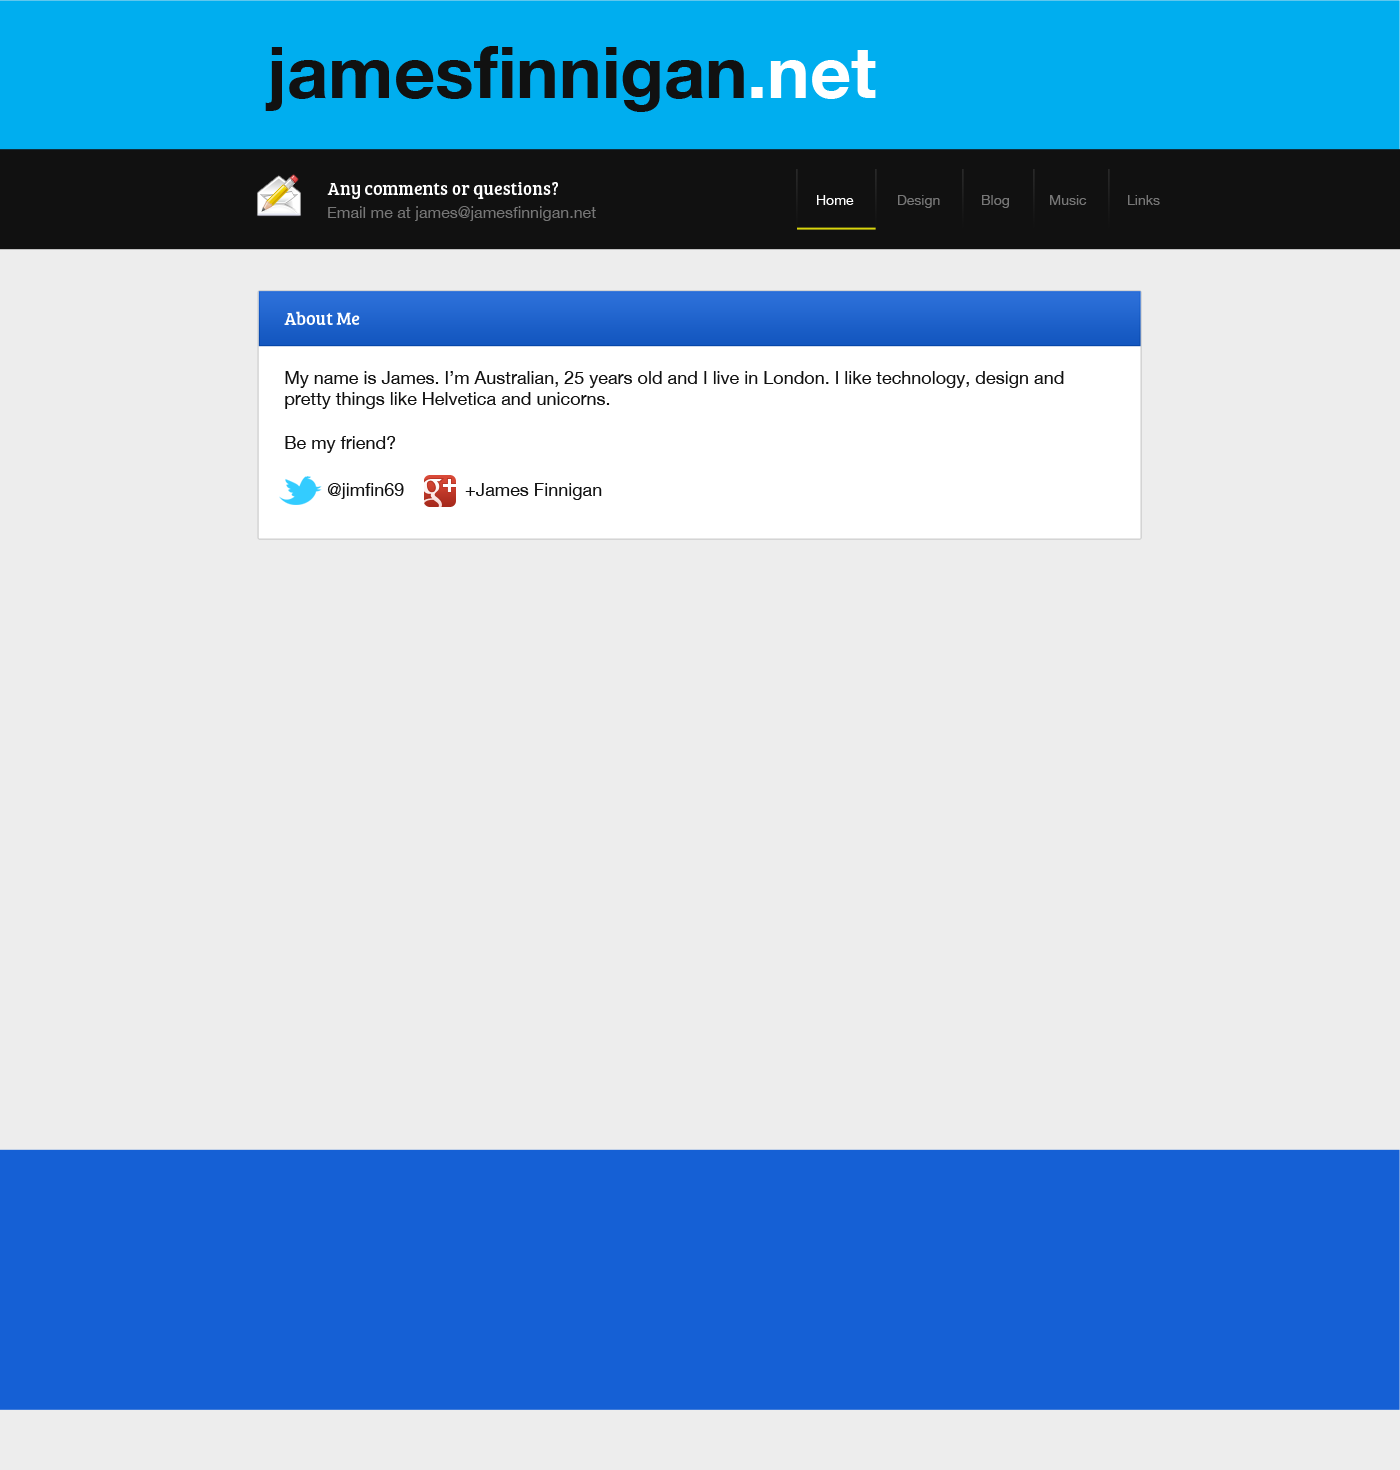 jamesfinnigan.net
Any comments or questions?
Email me at james@jamesfinnigan.net
Home Design Blog Music Links
About Me
My name is James. I’m Australian, 25 years old and I live in London. I like technology, design and
pretty things like Helvetica and unicorns.
Be my friend?
@jimfin69 g+ +James Finnigan